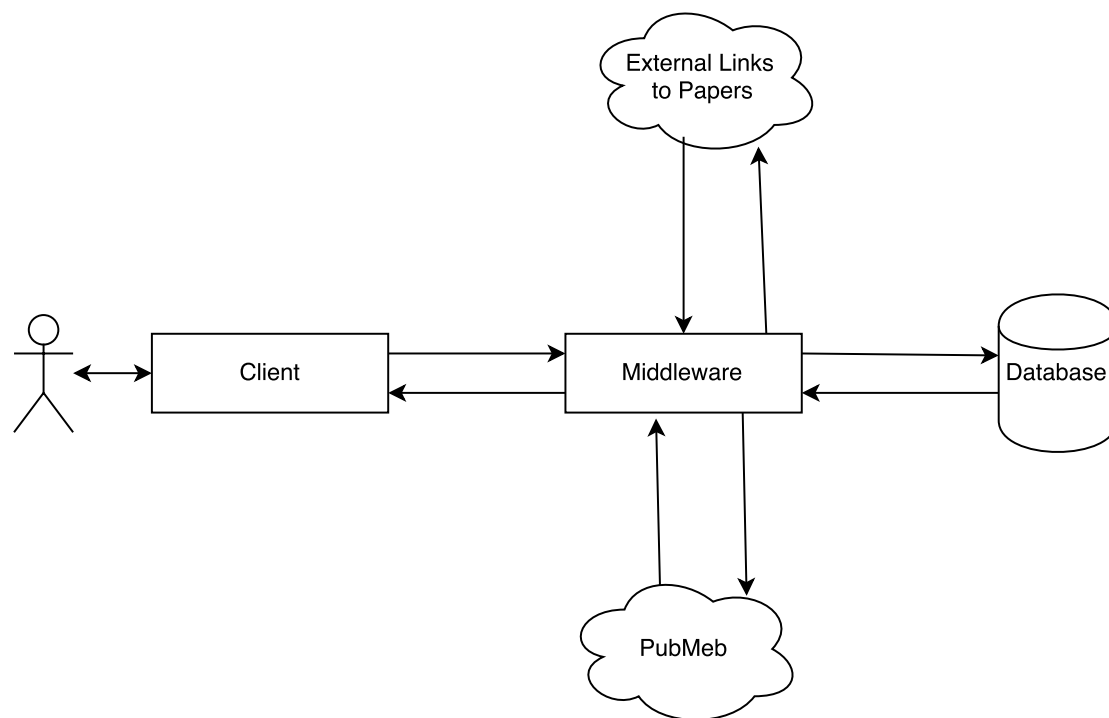 External Links
to Papers
Client
Middleware
Database
PubMeb